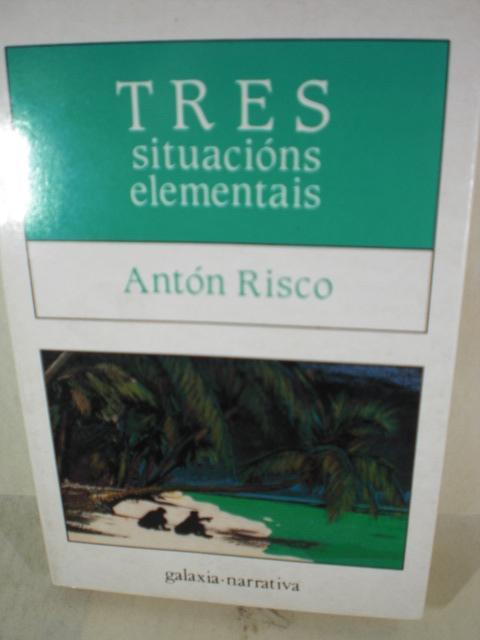 TRES
situacións
elementais
Antón Risco
galaxia·narrativa